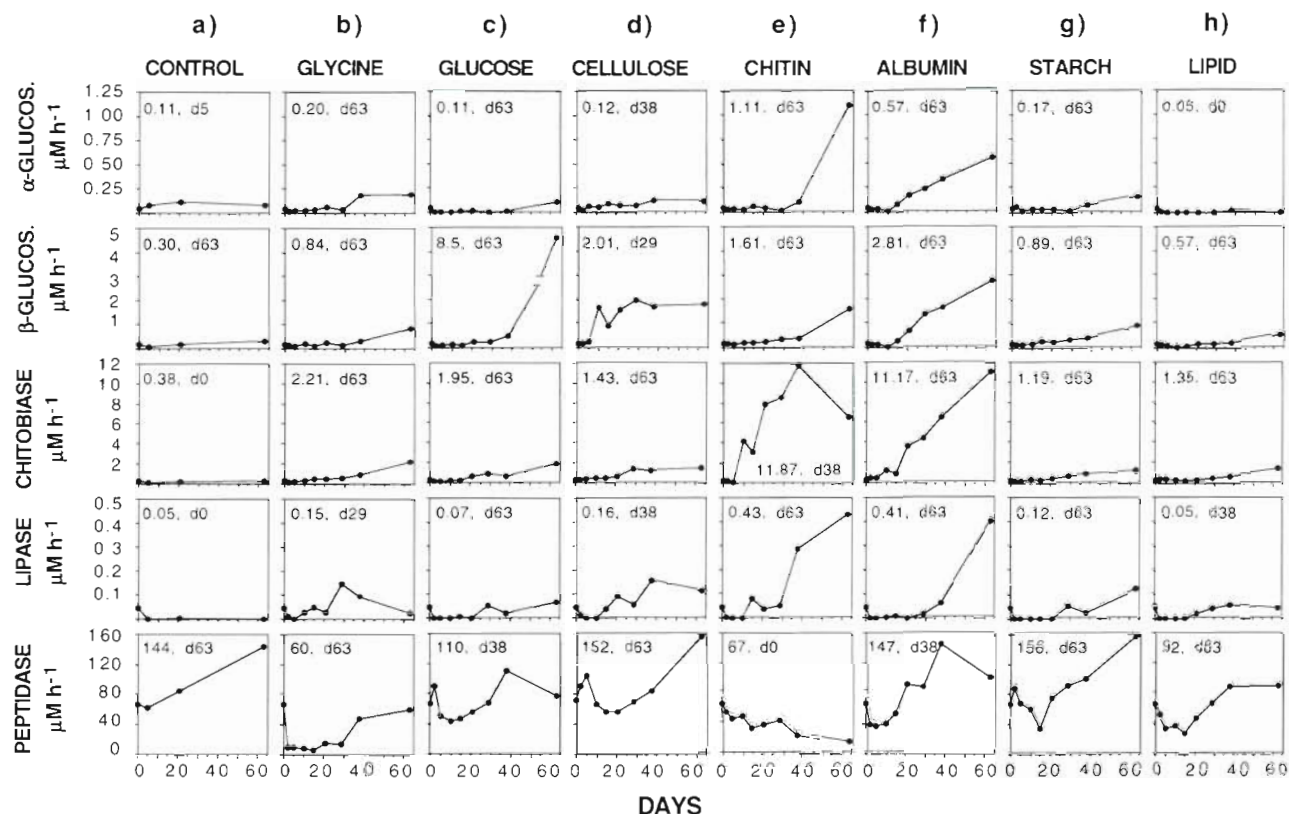 a) b) c) d) e) f) g) h)
CONTROL GLYCINE GLUCOSE CELLULOSE CHITIN ALBUMIN STARCH LIPID
α-GLUCOS.
μM h⁻¹
1.25
1 00
0.75
0 50
0.25
0.11, d5 0.20, d63 0.11, d63 0.12, d38 1.11, d63 0.57, d63 0.17, d63 0.05, d0
β-GLUCOS.
μM h⁻¹
5
4
3
2
1
0.30, d63 0.84, d63 8.5, d63 2.01, d29 1.61, d63 2.81, d63 0.89, d63 0.57, d63
CHITOBIASE
μM h⁻¹
12
10
8
6
4
2
0.38, d0 2.21, d63 1.95, d63 1.43, d63 11.87, d38 11.17, d63 1.19, d63 1.35, d63
LIPASE
μM h⁻¹
0.5
0.4
0.3
0.2
0.1
0.05, d0 0.15, d29 0.07, d63 0.16, d38 0.43, d63 0.41, d63 0.12, d63 0.05, d38
PEPTIDASE
μM h⁻¹
160
120
80
40
0
144, d63 60, d63 110, d38 152, d63 67, d0 147, d38 156, d63 92, d63
0 20 40 60 0 20 40 60 0 20 40 60 0 20 40 60 0 20 40 60 0 20 40 60 0 20 40 60 0 20 40 60
DAYS